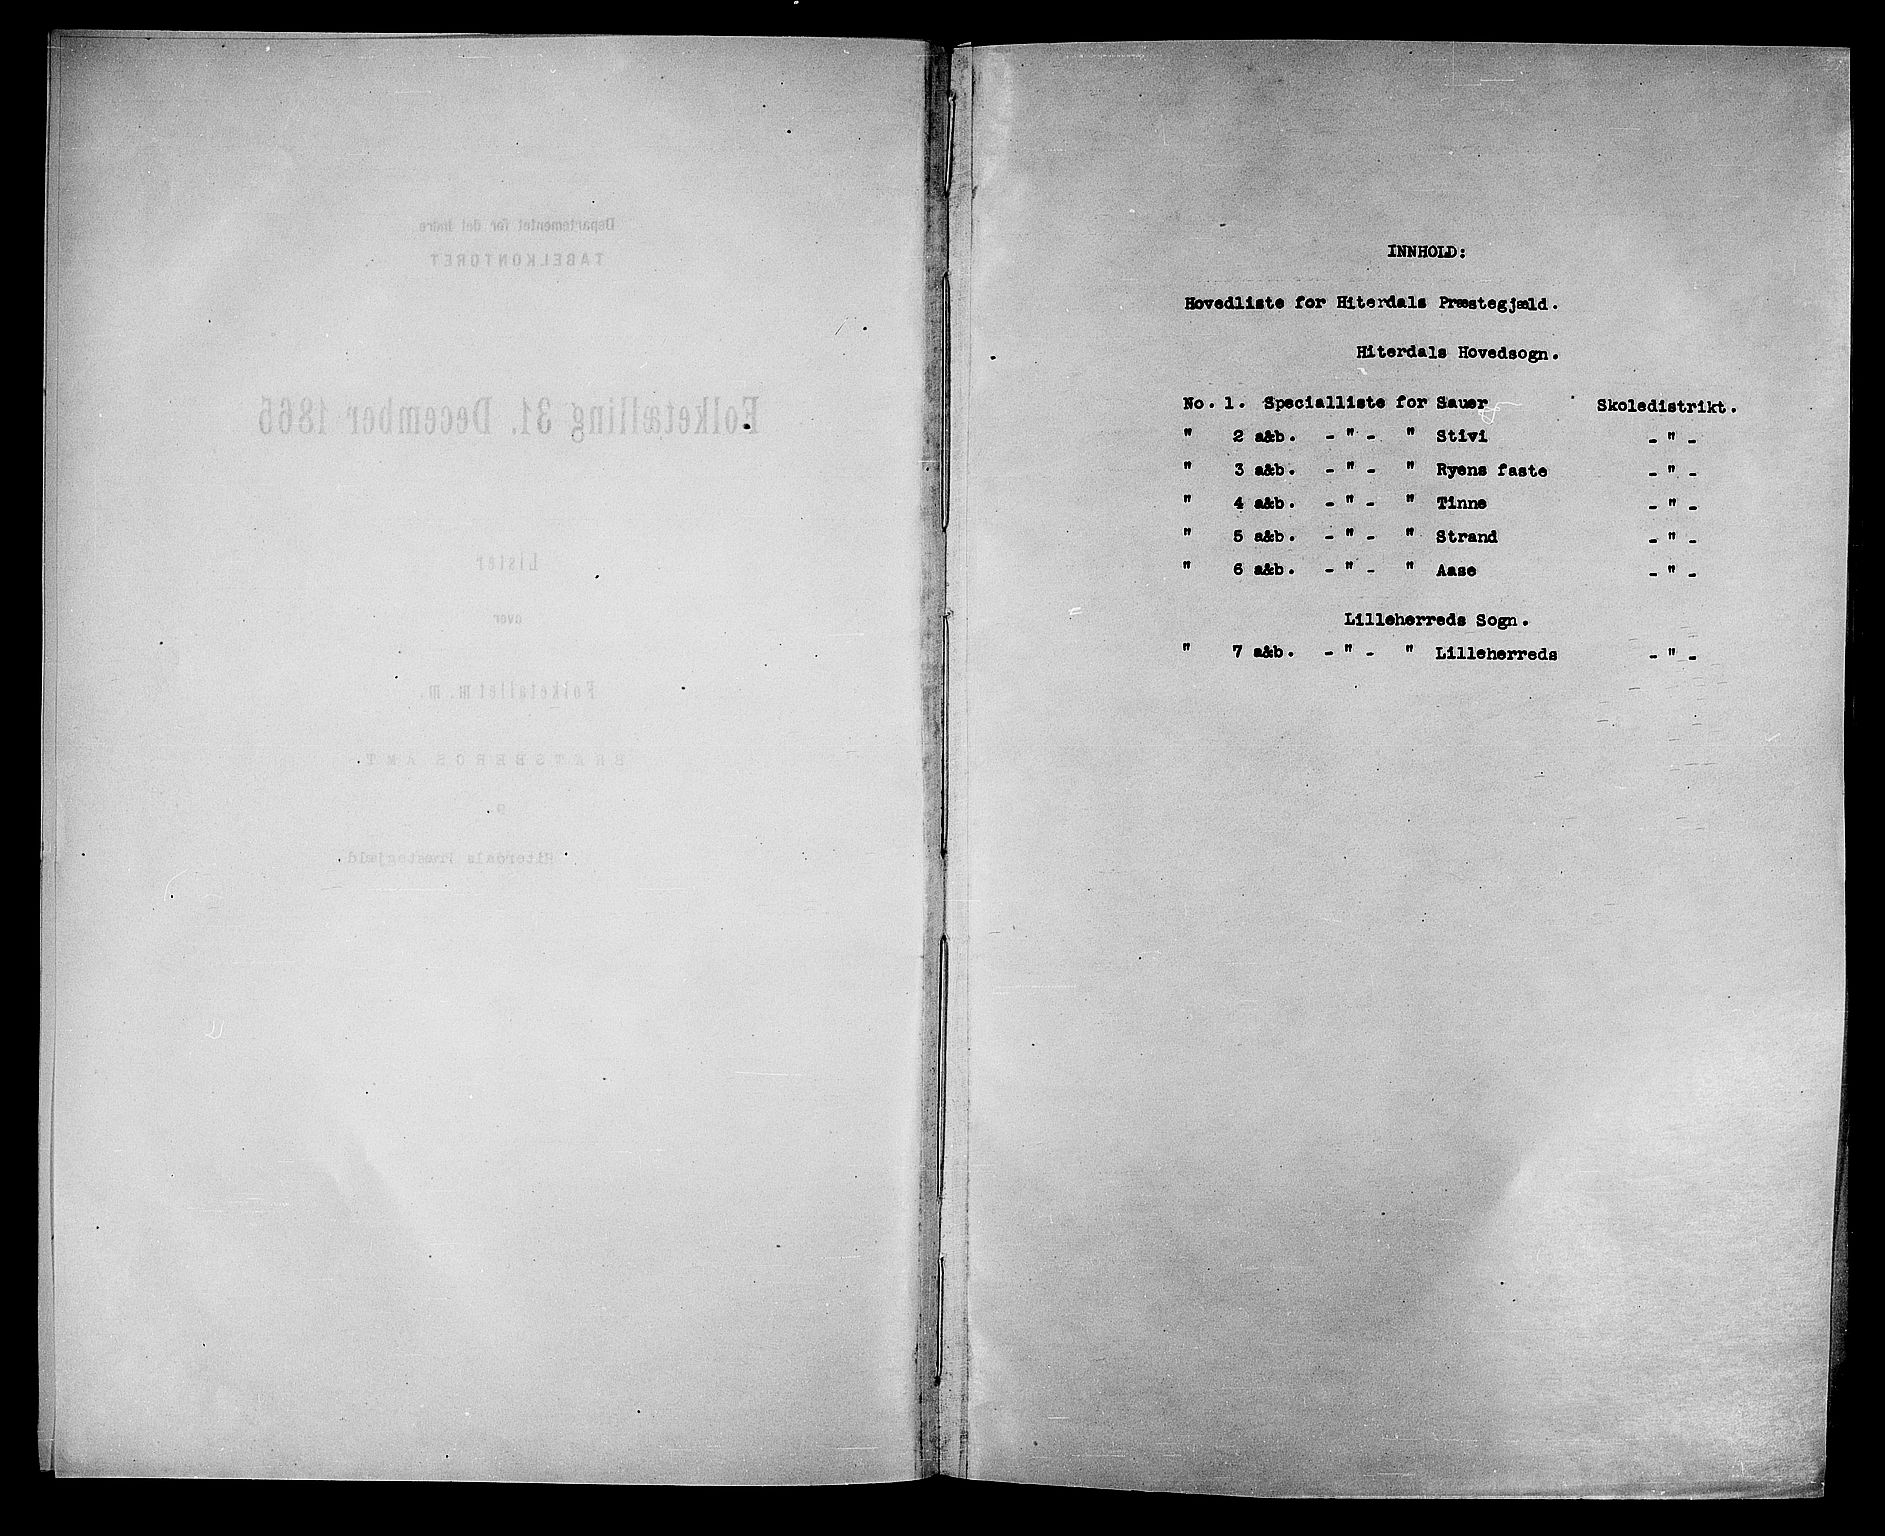 Departementet for det Indre
TABELKONTORET
Folketælling 31. December 1865
Lister
over
Folketallet m. m.
BRATSBERGS AMT
9.
Hiterdals Præstegjæld.
INNHOLD:
Hovedliste for Hiterdals Præstegjæld.
Hiterdals Hovedsogn.
No. 1. Specialliste for Sauer Skoledistrikt.
" 2 a&b. - " - " Stivi - " -
" 3 a&b. - " - " Ryens faste - " -
" 4 a&b. - " - " Tinne - " -
" 5 a&b. - " - " Strand - " -
" 6 a&b. - " - " Aase - " -
Lilleherreds Sogn.
" 7 a&b. - " - " Lilleherreds - " -